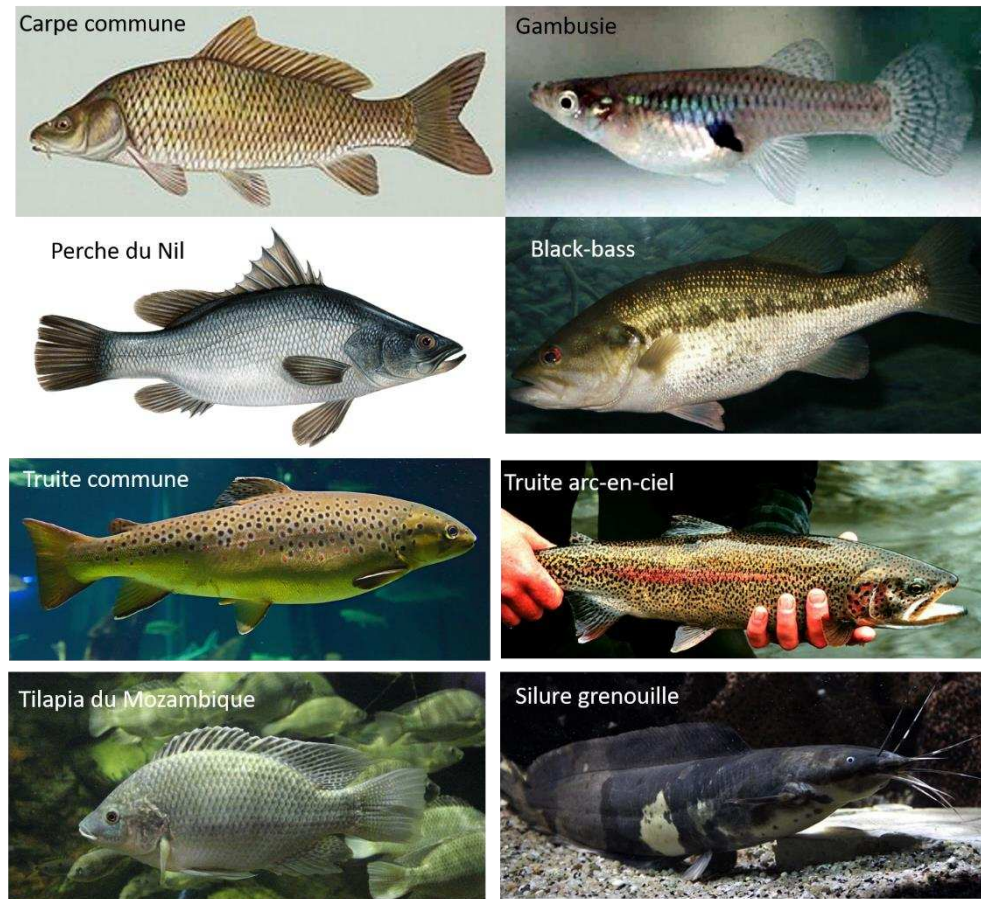 Carpe commune
Gambusie
Perche du Nil
Black-bass
Truite commune
Truite arc-en-ciel
Tilapia du Mozambique
Silure grenouille